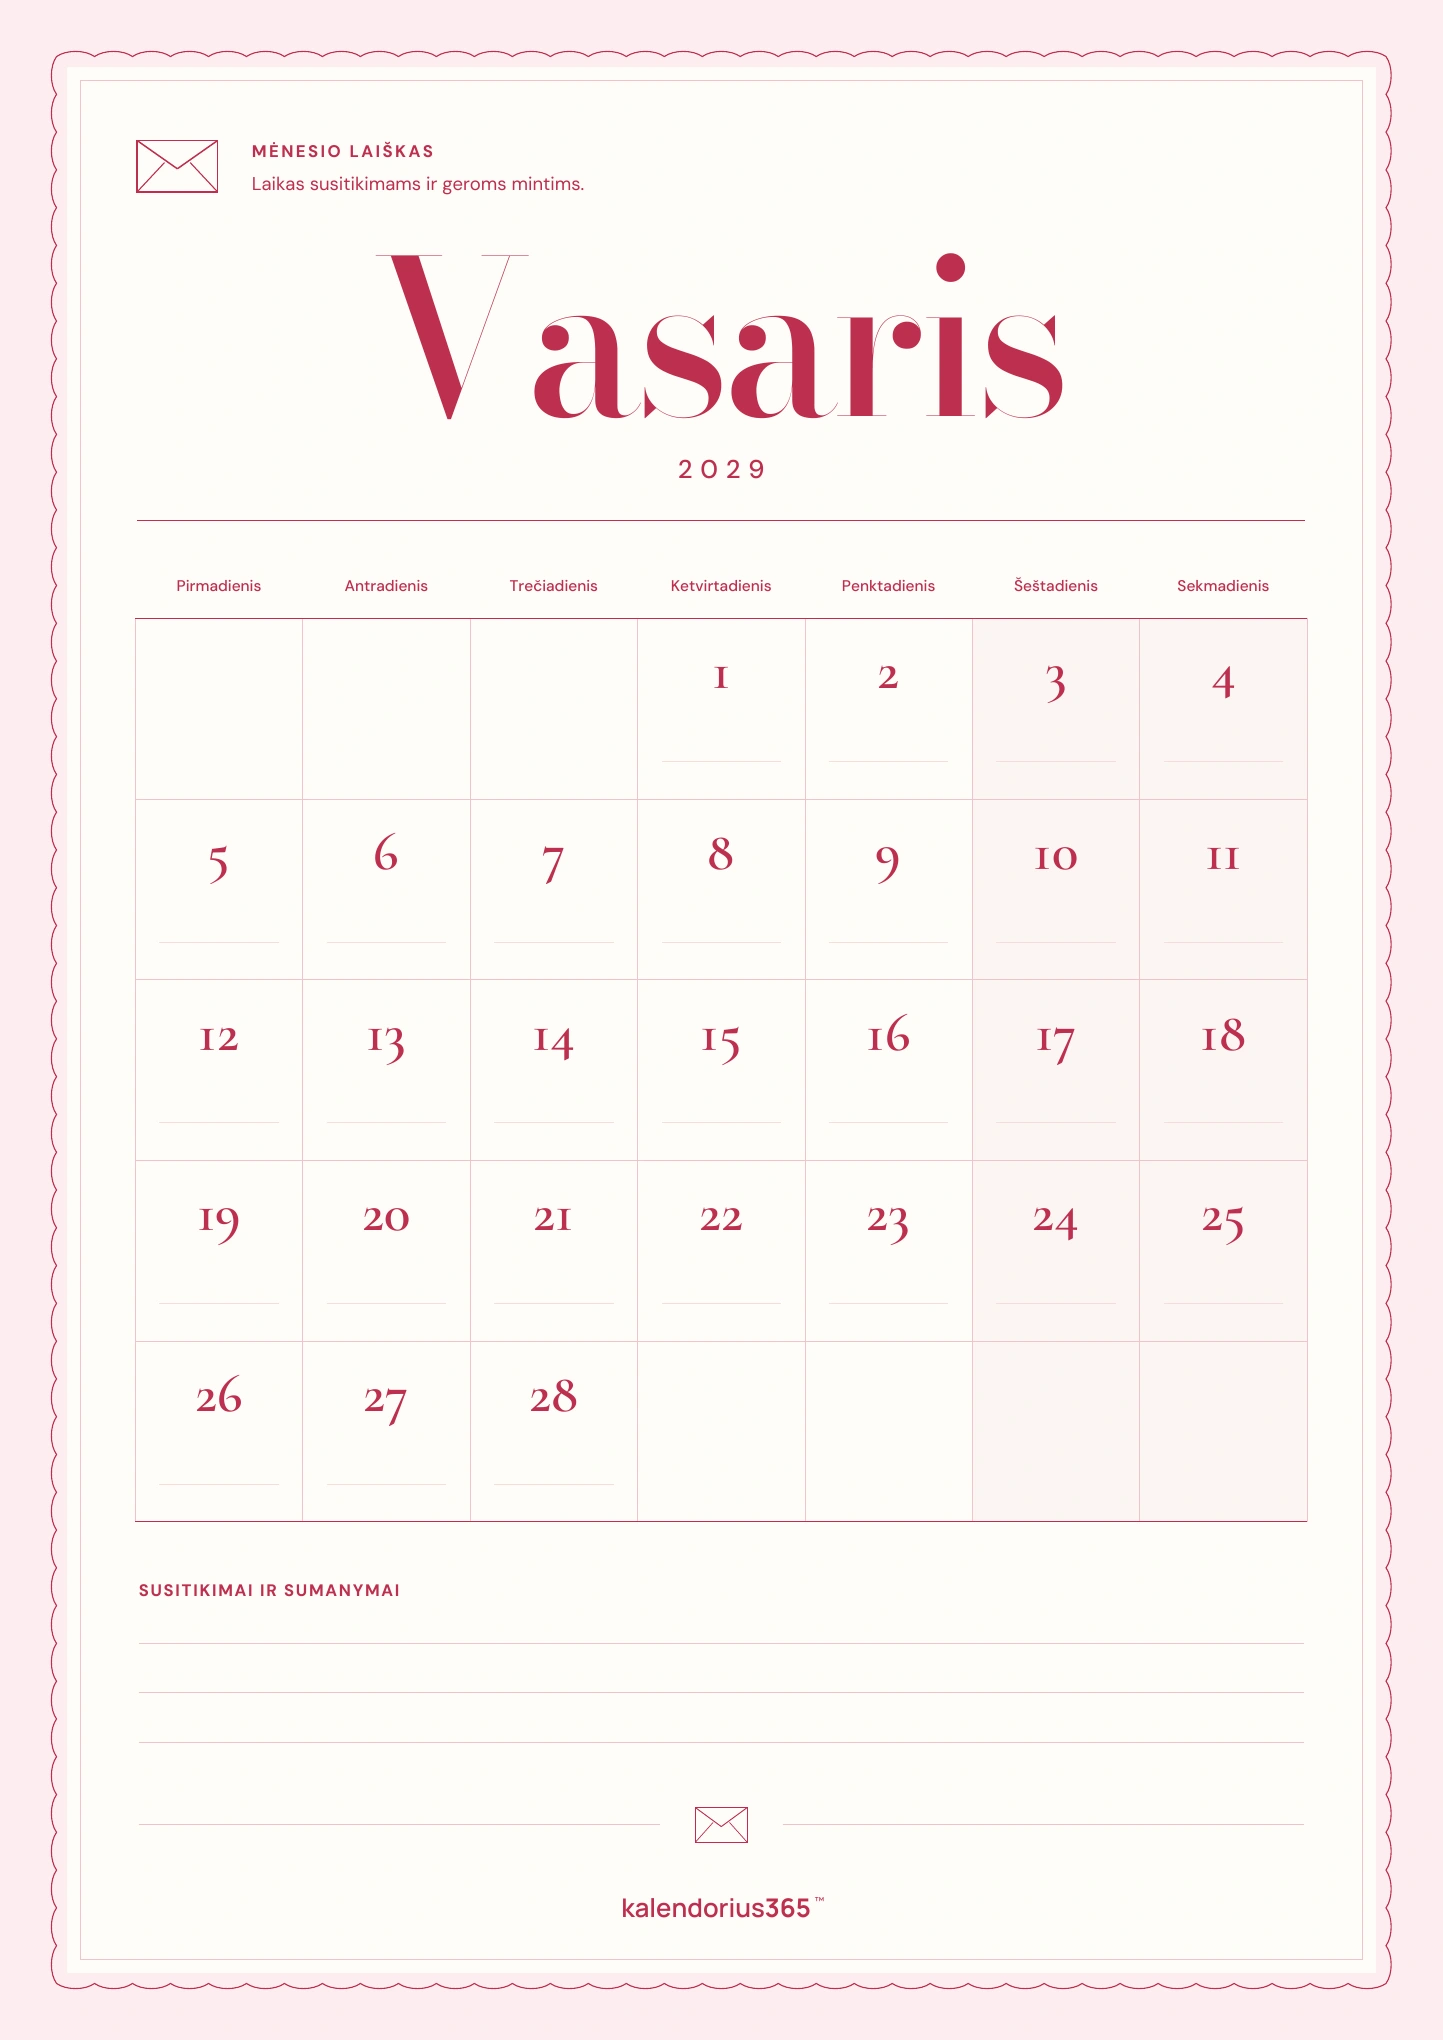 MĖNESIO LAIŠKAS
Laikas susitikimams ir geroms mintims.
Vasaris
2029
Pirmadienis Antradienis Trečiadienis Ketvirtadienis Penktadienis Šeštadienis Sekmadienis
1 2 3 4
5 6 7 8 9 10 11
12 13 14 15 16 17 18
19 20 21 22 23 24 25
26 27 28
SUSITIKIMAI IR SUMANYMAI
kalendorius365™